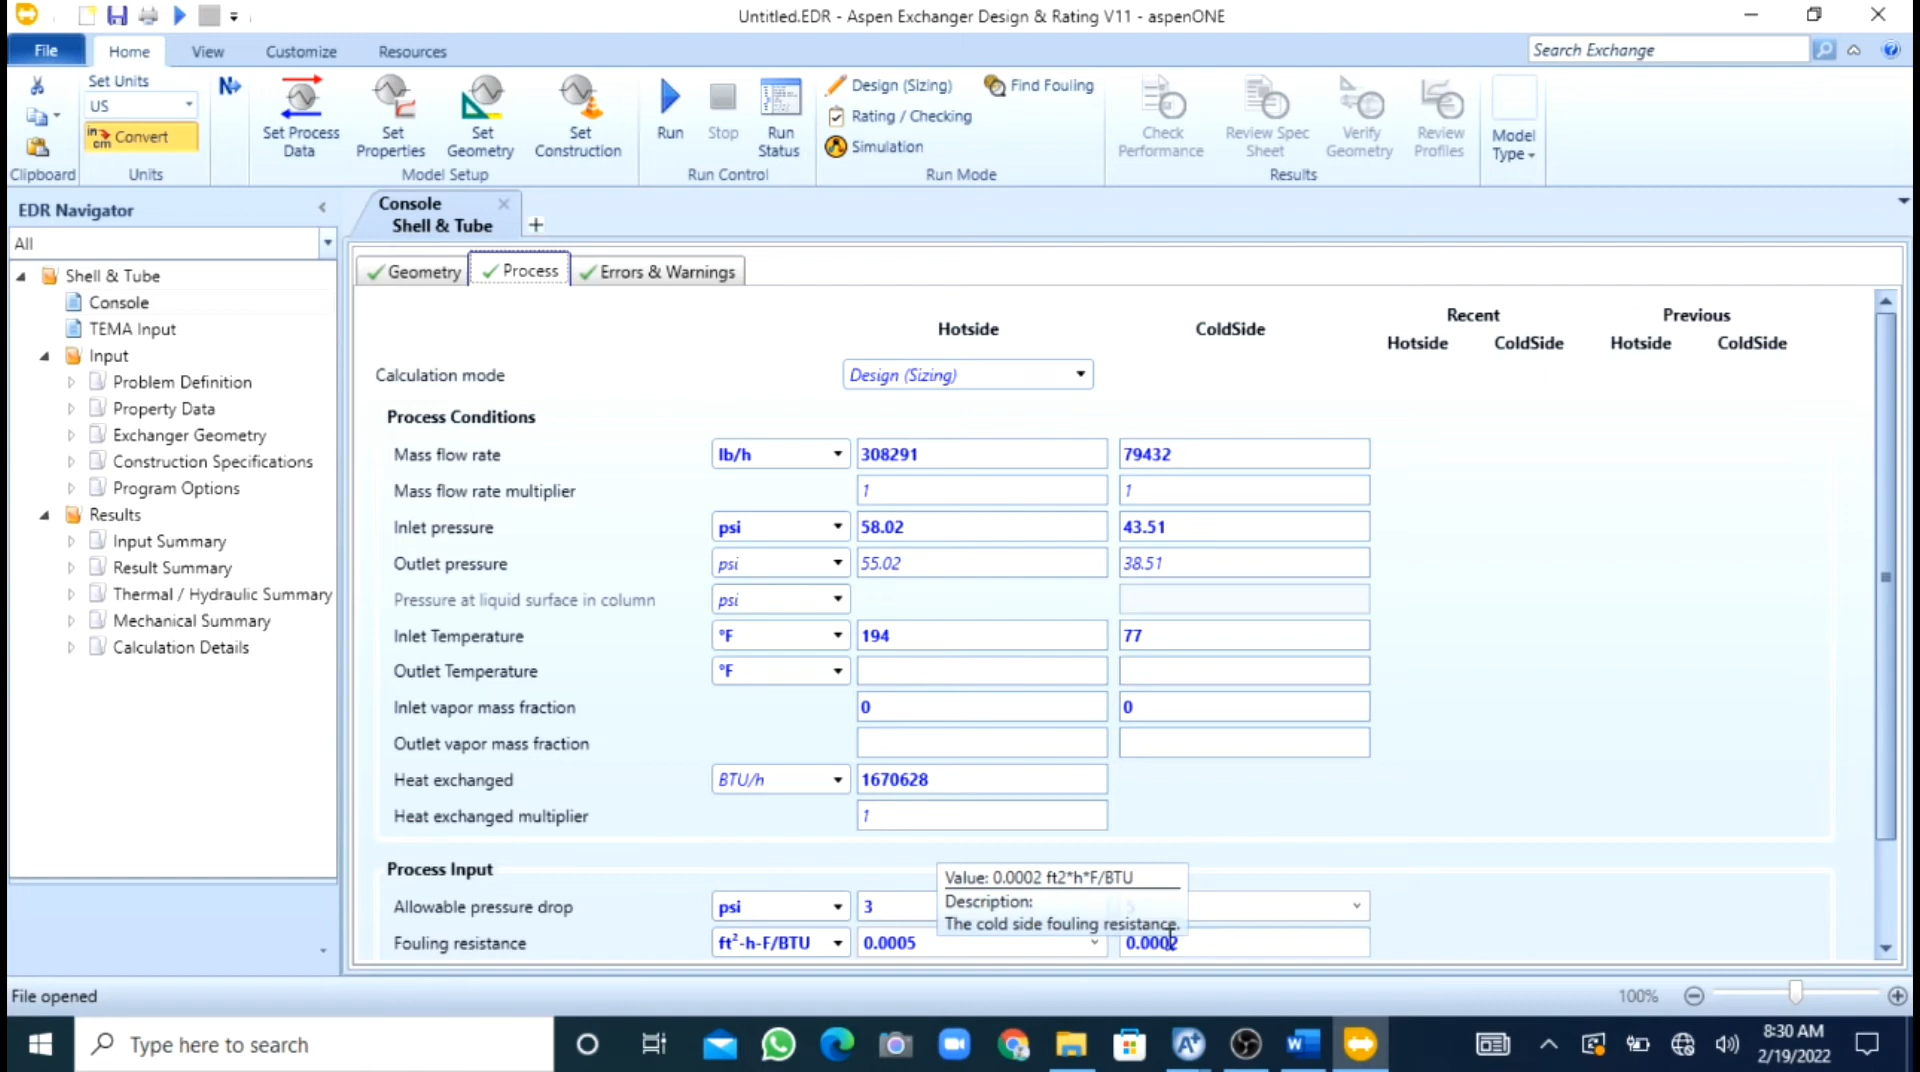 Untitled.EDR - Aspen Exchanger Design & Rating V11 - aspenONE
File Home View Customize Resources Search Exchange
Set Units
US
Convert
Clipboard
Units
Set Process Data
Set Properties
Set Geometry
Set Construction
Model Setup
Run
Stop
Run Status
Run Control
Design (Sizing)
Rating / Checking
Simulation
Find Fouling
Run Mode
Check Performance
Review Spec Sheet
Verify Geometry
Review Profiles
Results
Model Type
EDR Navigator
All
Shell & Tube
Console
TEMA Input
Input
Problem Definition
Property Data
Exchanger Geometry
Construction Specifications
Program Options
Results
Input Summary
Result Summary
Thermal / Hydraulic Summary
Mechanical Summary
Calculation Details
Console
Shell & Tube
Geometry Process Errors & Warnings
Recent Previous
Hotside ColdSide
Hotside ColdSide Hotside ColdSide
Calculation mode Design (Sizing)
Process Conditions
Mass flow rate lb/h 308291 79432
Mass flow rate multiplier 1 1
Inlet pressure psi 58.02 43.51
Outlet pressure psi 55.02 38.51
Pressure at liquid surface in column psi
Inlet Temperature °F 194 77
Outlet Temperature °F
Inlet vapor mass fraction 0 0
Outlet vapor mass fraction
Heat exchanged BTU/h 1670628
Heat exchanged multiplier 1
Process Input
Value: 0.0002 ft2*h*F/BTU
Description:
The cold side fouling resistance.
Allowable pressure drop psi 3 5
Fouling resistance ft²-h-F/BTU 0.0005 0.0002
File opened
100%
Type here to search
8:30 AM
2/19/2022